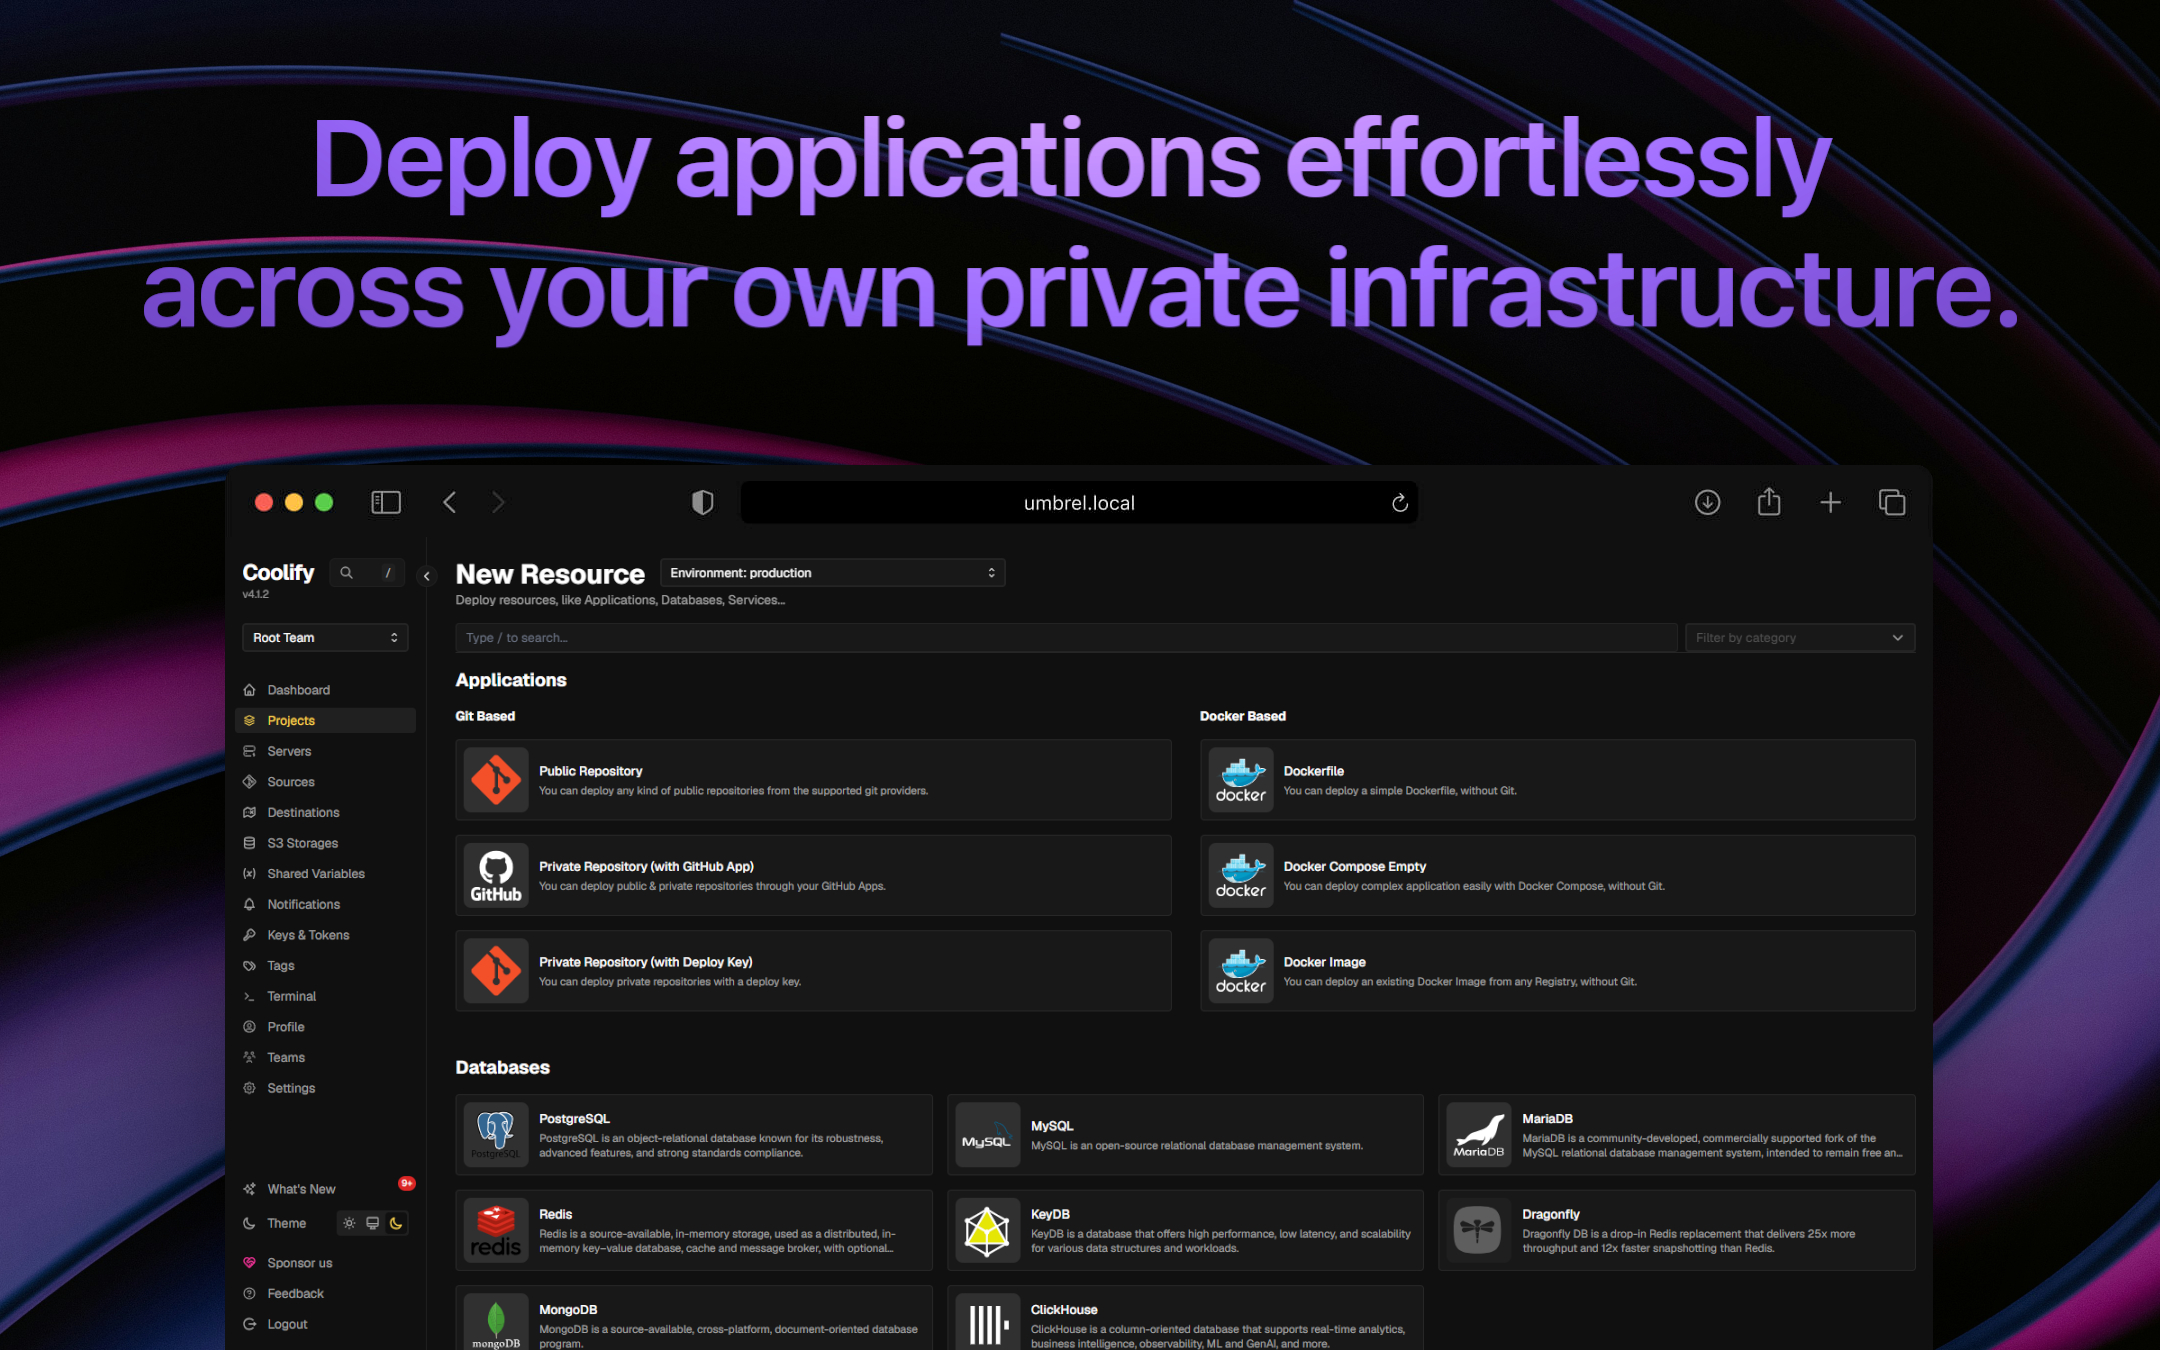 Deploy applications effortlessly
across your own private infrastructure.
umbrel.local
Coolify
/
v4.1.2
Root Team
Dashboard
Projects
Servers
Sources
Destinations
S3 Storages
Shared Variables
Notifications
Keys & Tokens
Tags
Terminal
Profile
Teams
Settings
What's New
9+
Theme
Sponsor us
Feedback
Logout
New Resource
Environment: production
Deploy resources, like Applications, Databases, Services...
Type / to search...
Filter by category
Applications
Git Based
Public Repository
You can deploy any kind of public repositories from the supported git providers.
GitHub
Private Repository (with GitHub App)
You can deploy public & private repositories through your GitHub Apps.
Private Repository (with Deploy Key)
You can deploy private repositories with a deploy key.
Docker Based
docker
Dockerfile
You can deploy a simple Dockerfile, without Git.
docker
Docker Compose Empty
You can deploy complex application easily with Docker Compose, without Git.
docker
Docker Image
You can deploy an existing Docker Image from any Registry, without Git.
Databases
PostgreSQL
PostgreSQL
PostgreSQL is an object-relational database known for its robustness,
advanced features, and strong standards compliance.
MySQL
MySQL
MySQL is an open-source relational database management system.
MariaDB
MariaDB
MariaDB is a community-developed, commercially supported fork of the
MySQL relational database management system, intended to remain free an...
redis
Redis
Redis is a source-available, in-memory storage, used as a distributed, in-
memory key–value database, cache and message broker, with optional...
KeyDB
KeyDB is a database that offers high performance, low latency, and scalability
for various data structures and workloads.
Dragonfly
Dragonfly DB is a drop-in Redis replacement that delivers 25x more
throughput and 12x faster snapshotting than Redis.
mongoDB
MongoDB
MongoDB is a source-available, cross-platform, document-oriented database
program.
ClickHouse
ClickHouse is a column-oriented database that supports real-time analytics,
business intelligence, observability, ML and GenAI, and more.